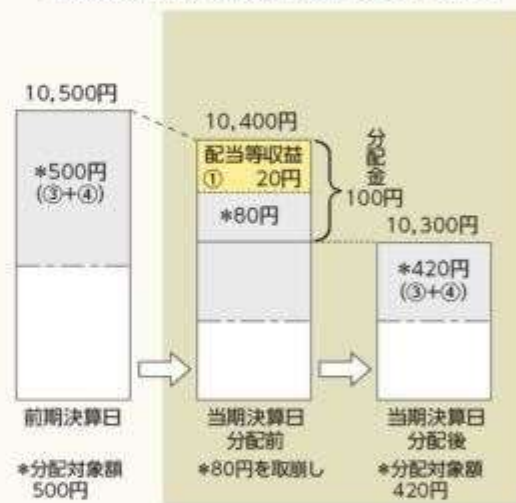 10,500円
*500円
(③+④)
前期決算日
*分配対象額
500円
10,400円
配当等収益
① 20円
*80円
分配金
100円
当期決算日
分配前
*80円を取崩し
10,300円
*420円
(③+④)
当期決算日
分配後
*分配対象額
420円